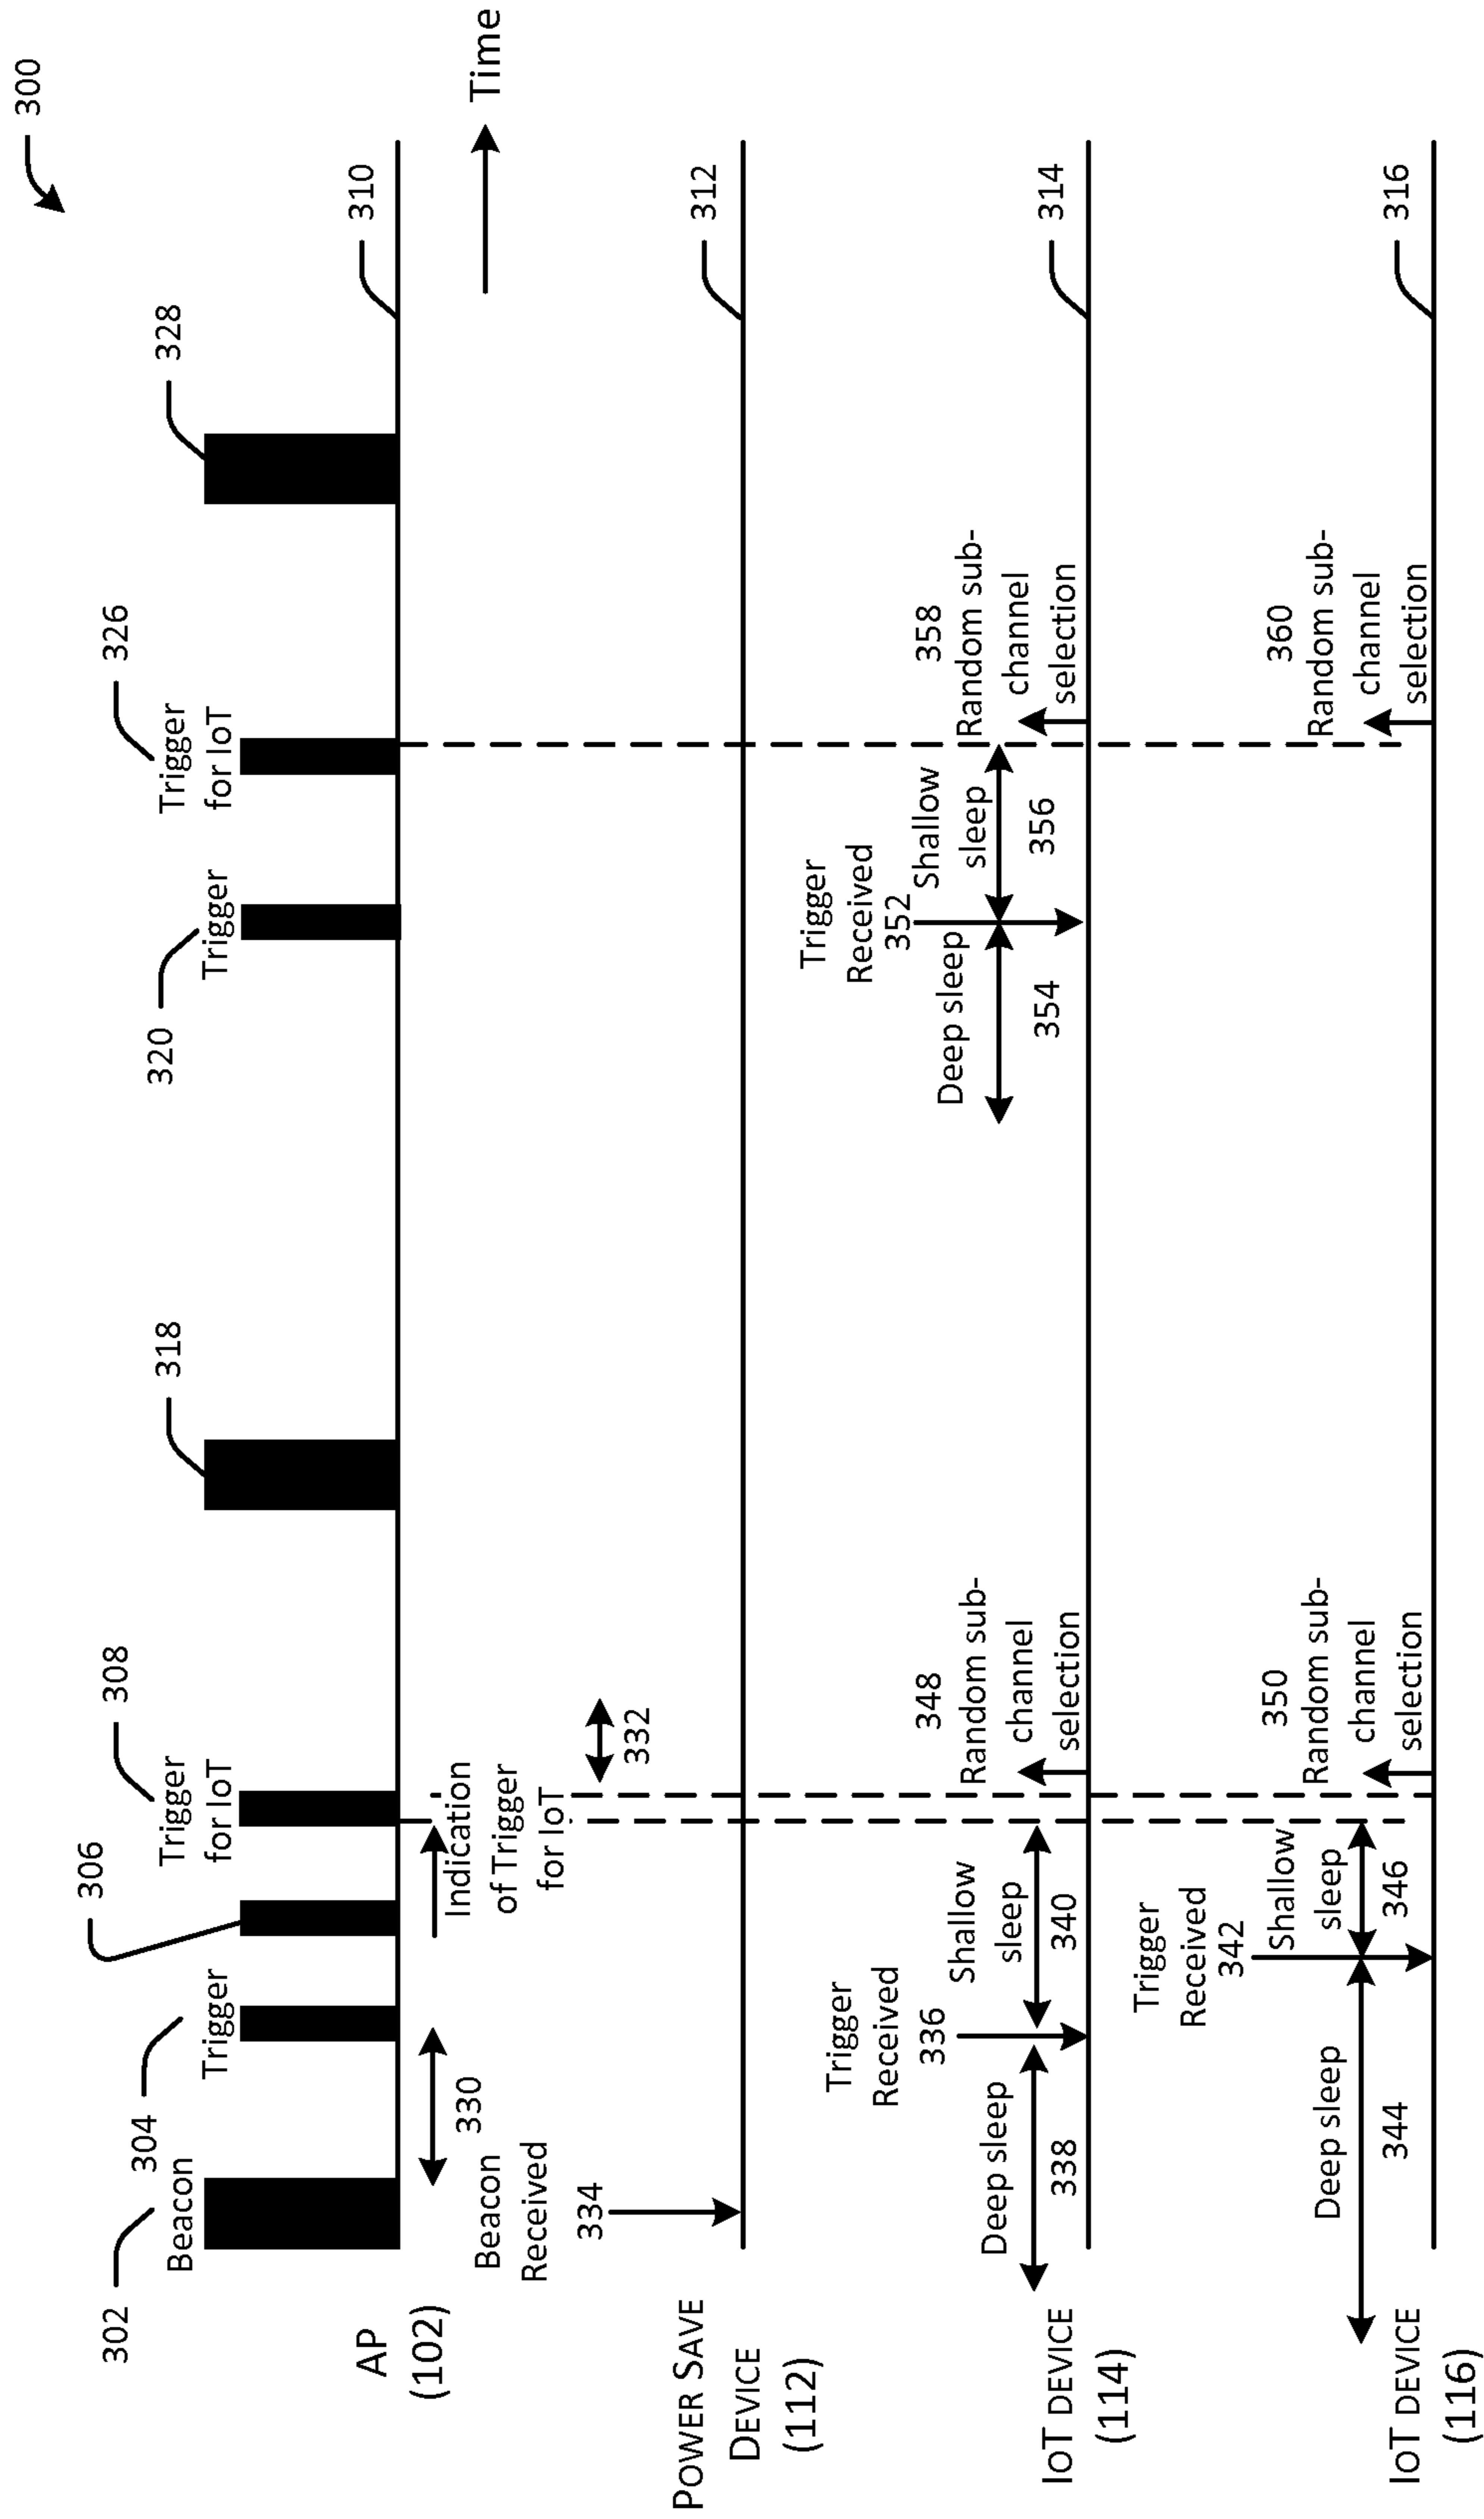 300
302
Beacon
304
Trigger
306
308
Trigger
for IoT
318
320
Trigger
326
Trigger
for IoT
328
310
Time
AP
(102)
330
Indication
of Trigger
for IoT
332
Beacon
Received
334
312
POWER SAVE
DEVICE
(112)
Trigger
Received
336
Deep sleep
338
Shallow
sleep
340
348
Random sub-
channel
selection
Trigger
Received
352
Deep sleep
354
Shallow
sleep
356
358
Random sub-
channel
selection
314
IOT DEVICE
(114)
Trigger
Received
342
Deep sleep
344
Shallow
sleep
346
350
Random sub-
channel
selection
360
Random sub-
channel
selection
316
IOT DEVICE
(116)